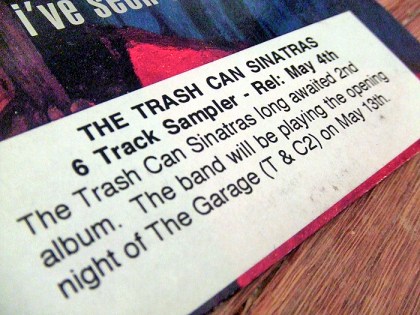 i've seen
THE TRASH CAN SINATRAS
6 Track Sampler - Rel: May 4th
The Trash Can Sinatras long awaited 2nd
album. The band will be playing the opening
night of The Garage (T & C2) on May 13th.